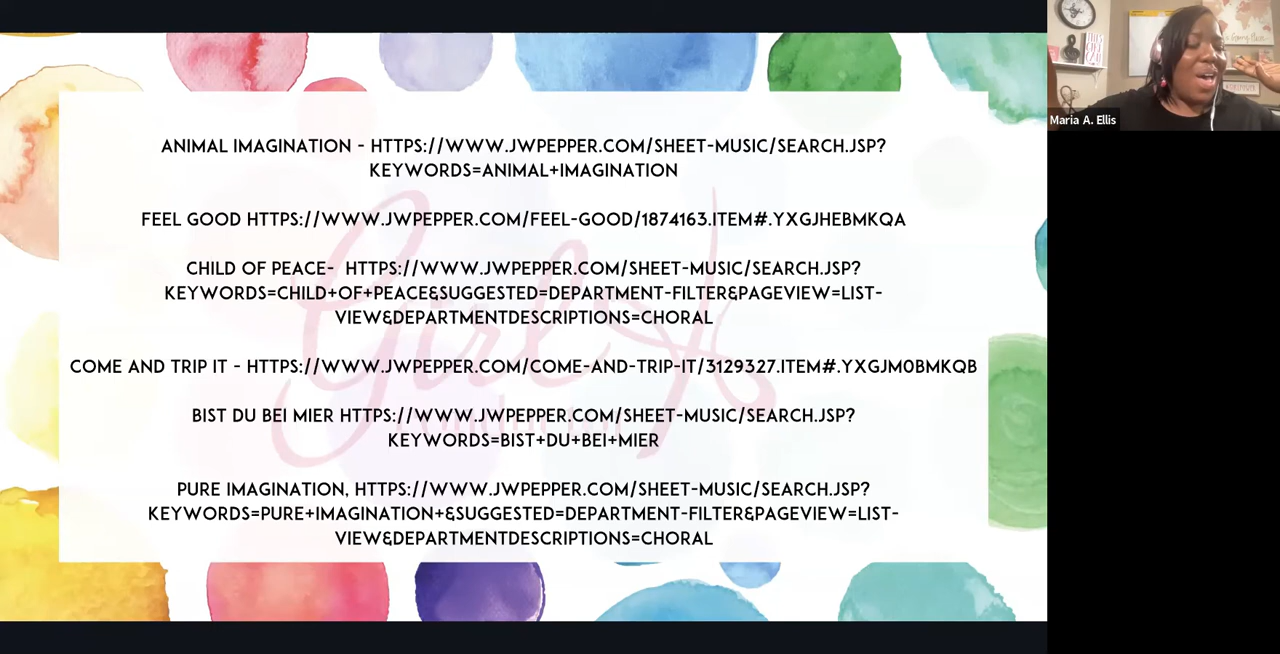 ANIMAL IMAGINATION - HTTPS://WWW.JWPEPPER.COM/SHEET-MUSIC/SEARCH.JSP?
KEYWORDS=ANIMAL+IMAGINATION
FEEL GOOD HTTPS://WWW.JWPEPPER.COM/FEEL-GOOD/1874163.ITEM#.YXGJHEBMKQA
CHILD OF PEACE- HTTPS://WWW.JWPEPPER.COM/SHEET-MUSIC/SEARCH.JSP?
KEYWORDS=CHILD+OF+PEACE&SUGGESTED=DEPARTMENT-FILTER&PAGEVIEW=LIST-
VIEW&DEPARTMENTDESCRIPTIONS=CHORAL
COME AND TRIP IT - HTTPS://WWW.JWPEPPER.COM/COME-AND-TRIP-IT/3129327.ITEM#.YXGJM0BMKQB
BIST DU BEI MIER HTTPS://WWW.JWPEPPER.COM/SHEET-MUSIC/SEARCH.JSP?
KEYWORDS=BIST+DU+BEI+MIER
PURE IMAGINATION, HTTPS://WWW.JWPEPPER.COM/SHEET-MUSIC/SEARCH.JSP?
KEYWORDS=PURE+IMAGINATION+&SUGGESTED=DEPARTMENT-FILTER&PAGEVIEW=LIST-
VIEW&DEPARTMENTDESCRIPTIONS=CHORAL
Girl
Maria A. Ellis